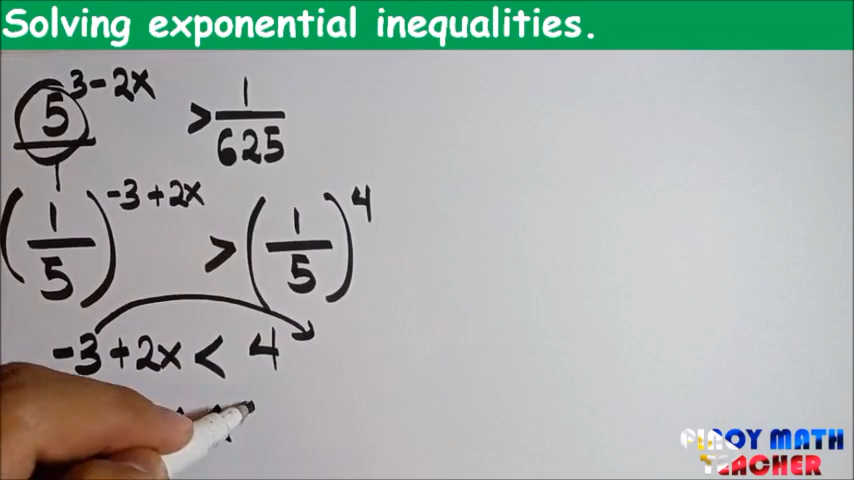 Solving exponential inequalities.
5^(3-2x) > 1/625
(1/5)^(-3+2x) > (1/5)^4
-3+2x < 4
PINOY MATH
TEACHER